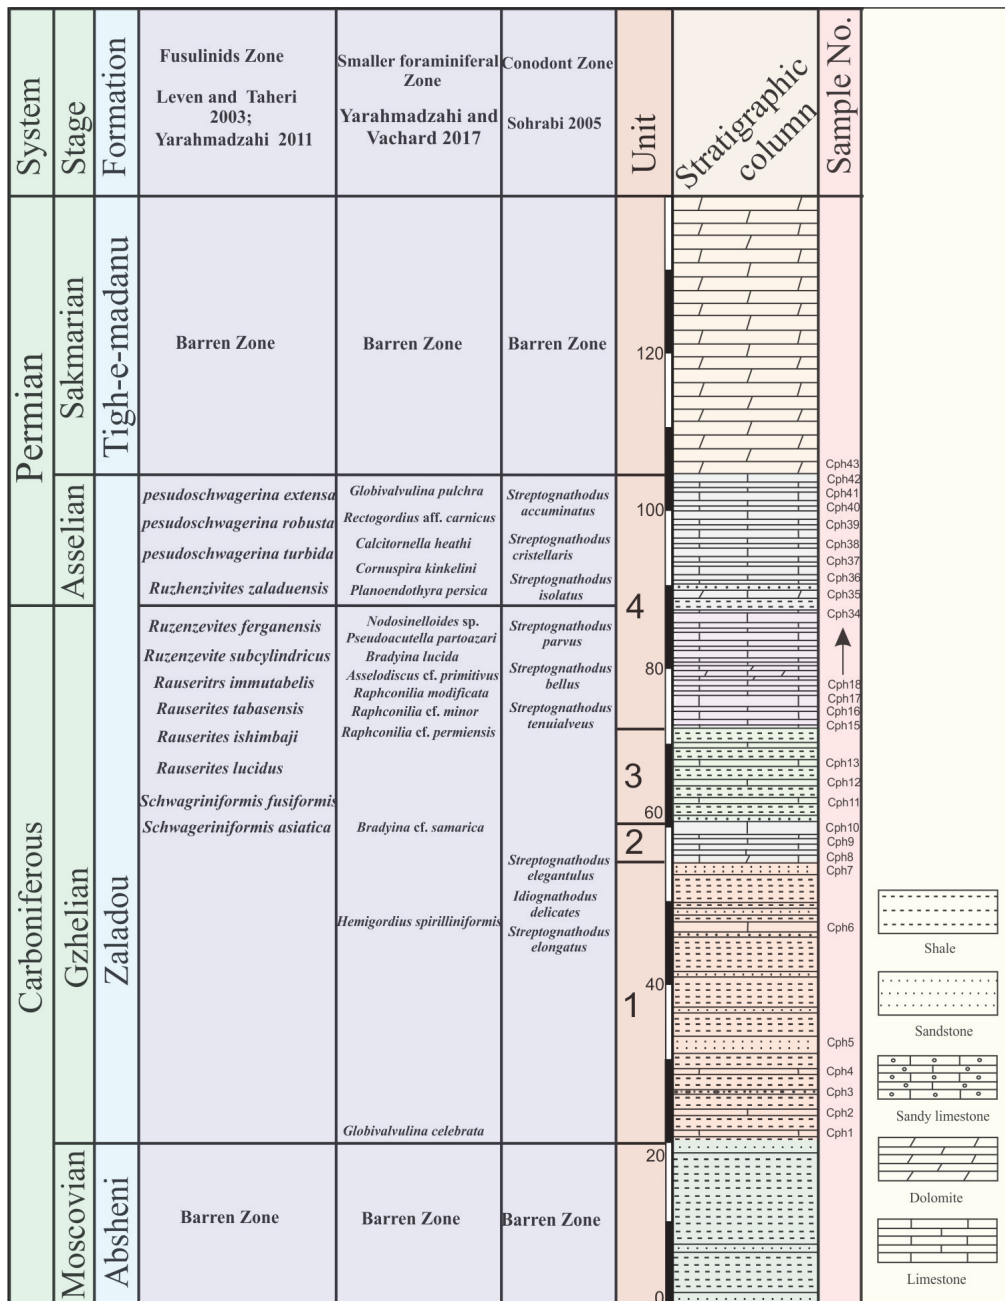 System
Stage
Formation
Fusulinids Zone
Leven and Taheri
2003;
Yarahmadzahi 2011
Smaller foraminiferal
Zone
Yarahmadzahi and
Vachard 2017
Conodont Zone
Sohrabi 2005
Unit
Stratigraphic
column
Sample No.
Permian
Sakmarian
Tigh-e-madanu
Barren Zone
Barren Zone
Barren Zone
120
Cph43
Asselian
pesudoschwagerina extensa
pesudoschwagerina robusta
pesudoschwagerina turbida
Ruzhenzivites zaladuensis
Globivalvulina pulchra
Rectogordius aff. carnicus
Calcitornella heathi
Cornuspira kinkelini
Planoendothyra persica
Streptognathodus
accuminatus
Streptognathodus
cristellaris
Streptognathodus
isolatus
100
Cph42
Cph41
Cph40
Cph39
Cph38
Cph37
Cph36
Cph35
Cph34
Carboniferous
Gzhelian
Zaladou
Ruzenzevites ferganensis
Ruzenzevite subcylindricus
Rauseritrs immutabelis
Rauserites tabasensis
Rauserites ishimbaji
Rauserites lucidus
Schwagriniformis fusiformis
Schwageriniformis asiatica
Nodosinelloides sp.
Pseudoacutella partoazari
Bradyina lucida
Asselodiscus cf. primitivus
Raphconilia modificata
Raphconilia cf. minor
Raphconilia cf. permiensis
Bradyina cf. samarica
Hemigordius spirilliniformis
Globivalvulina celebrata
Streptognathodus
parvus
Streptognathodus
bellus
Streptognathodus
tenuialveus
Streptognathodus
elegantulus
Idiognathodus
delicates
Streptognathodus
elongatus
4
3
2
1
80
60
40
Cph18
Cph17
Cph16
Cph15
Cph13
Cph12
Cph11
Cph10
Cph9
Cph8
Cph7
Cph6
Cph5
Cph4
Cph3
Cph2
Cph1
Moscovian
Absheni
Barren Zone
Barren Zone
Barren Zone
20
0
Shale
Sandstone
Sandy limestone
Dolomite
Limestone